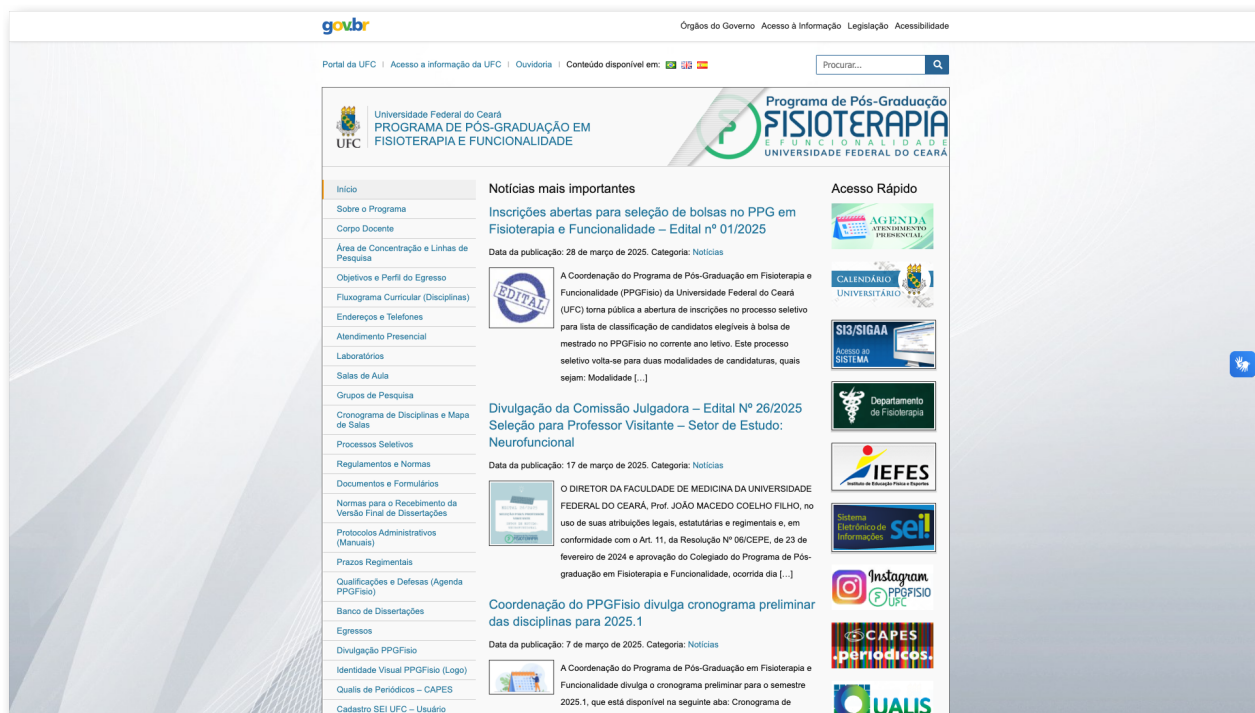 gov.br
Órgãos do Governo Acesso à Informação Legislação Acessibilidade
Portal da UFC | Acesso a informação da UFC | Ouvidoria | Conteúdo disponível em:
Procurar...
Universidade Federal do Ceará
PROGRAMA DE PÓS-GRADUAÇÃO EM
FISIOTERAPIA E FUNCIONALIDADE
UFC
Programa de Pós-Graduação
FISIOTERAPIA
E FUNCIONALIDADE
UNIVERSIDADE FEDERAL DO CEARÁ
Início
Sobre o Programa
Corpo Docente
Área de Concentração e Linhas de
Pesquisa
Objetivos e Perfil do Egresso
Fluxograma Curricular (Disciplinas)
Endereços e Telefones
Atendimento Presencial
Laboratórios
Salas de Aula
Grupos de Pesquisa
Cronograma de Disciplinas e Mapa
de Salas
Processos Seletivos
Regulamentos e Normas
Documentos e Formulários
Normas para o Recebimento da
Versão Final de Dissertações
Protocolos Administrativos
(Manuais)
Prazos Regimentais
Qualificações e Defesas (Agenda
PPGFisio)
Banco de Dissertações
Egressos
Divulgação PPGFisio
Identidade Visual PPGFisio (Logo)
Qualis de Periódicos – CAPES
Cadastro SEI UFC – Usuário
Notícias mais importantes
Inscrições abertas para seleção de bolsas no PPG em
Fisioterapia e Funcionalidade – Edital nº 01/2025
Data da publicação: 28 de março de 2025. Categoria: Notícias
EDITAL
A Coordenação do Programa de Pós-Graduação em Fisioterapia e
Funcionalidade (PPGFisio) da Universidade Federal do Ceará
(UFC) torna pública a abertura de inscrições no processo seletivo
para lista de classificação de candidatos elegíveis à bolsa de
mestrado no PPGFisio no corrente ano letivo. Este processo
seletivo volta-se para duas modalidades de candidaturas, quais
sejam: Modalidade […]
Divulgação da Comissão Julgadora – Edital Nº 26/2025
Seleção para Professor Visitante – Setor de Estudo:
Neurofuncional
Data da publicação: 17 de março de 2025. Categoria: Notícias
O DIRETOR DA FACULDADE DE MEDICINA DA UNIVERSIDADE
FEDERAL DO CEARÁ, Prof. JOÃO MACEDO COELHO FILHO, no
uso de suas atribuições legais, estatutárias e regimentais e, em
conformidade com o Art. 11, da Resolução Nº 06/CEPE, de 23 de
fevereiro de 2024 e aprovação do Colegiado do Programa de Pós-
graduação em Fisioterapia e Funcionalidade, ocorrida dia […]
Coordenação do PPGFisio divulga cronograma preliminar
das disciplinas para 2025.1
Data da publicação: 7 de março de 2025. Categoria: Notícias
A Coordenação do Programa de Pós-Graduação em Fisioterapia e
Funcionalidade divulga o cronograma preliminar para o semestre
2025.1, que está disponível na seguinte aba: Cronograma de
Acesso Rápido
AGENDA
ATENDIMENTO
PRESENCIAL
CALENDÁRIO
UNIVERSITÁRIO
SI3/SIGAA
Acesso ao
SISTEMA
Departamento
de Fisioterapia
IEFES
Instituto de Educação Física e Esportes
Sistema
Eletrônico de
Informações
sei!
Instagram
PPGFISIO
UFC
CAPES
.periodicos.
QUALIS